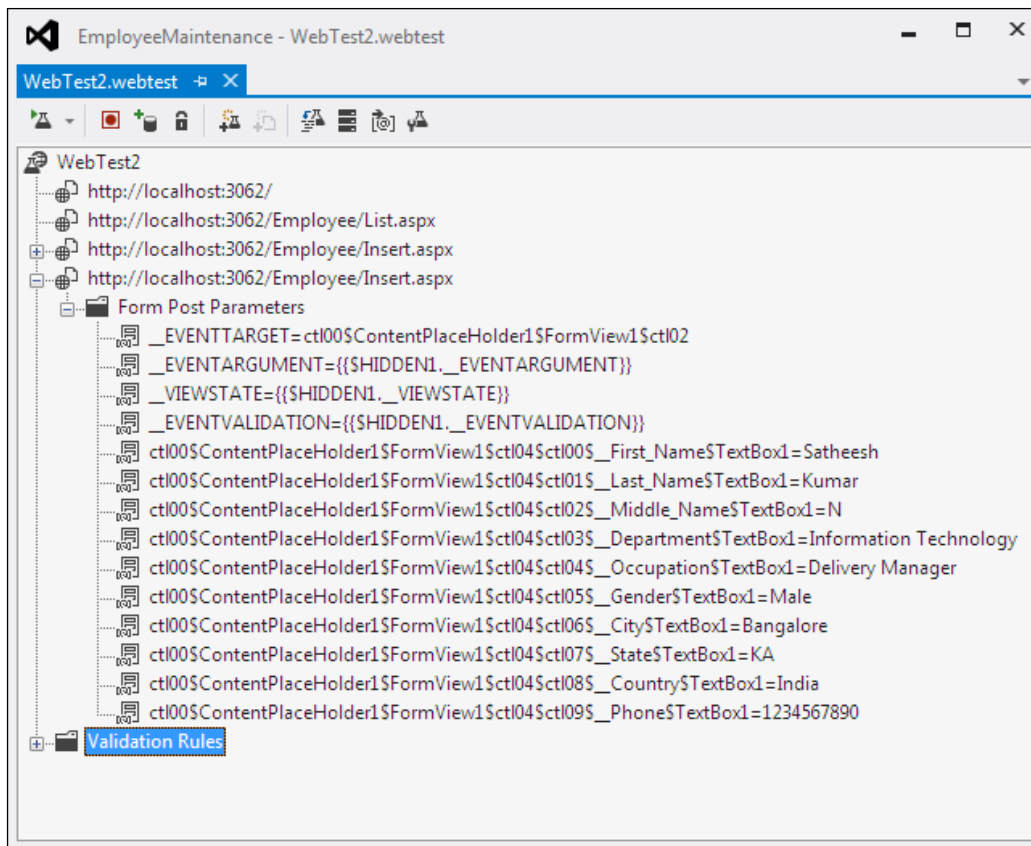 EmployeeMaintenance - WebTest2.webtest
WebTest2.webtest
WebTest2
http://localhost:3062/
http://localhost:3062/Employee/List.aspx
http://localhost:3062/Employee/Insert.aspx
http://localhost:3062/Employee/Insert.aspx
Form Post Parameters
__EVENTTARGET=ctl00$ContentPlaceHolder1$FormView1$ctl02
__EVENTARGUMENT={{$HIDDEN1.__EVENTARGUMENT}}
__VIEWSTATE={{$HIDDEN1.__VIEWSTATE}}
__EVENTVALIDATION={{$HIDDEN1.__EVENTVALIDATION}}
ctl00$ContentPlaceHolder1$FormView1$ctl04$ctl00$__First_Name$TextBox1=Satheesh
ctl00$ContentPlaceHolder1$FormView1$ctl04$ctl01$__Last_Name$TextBox1=Kumar
ctl00$ContentPlaceHolder1$FormView1$ctl04$ctl02$__Middle_Name$TextBox1=N
ctl00$ContentPlaceHolder1$FormView1$ctl04$ctl03$__Department$TextBox1=Information Technology
ctl00$ContentPlaceHolder1$FormView1$ctl04$ctl04$__Occupation$TextBox1=Delivery Manager
ctl00$ContentPlaceHolder1$FormView1$ctl04$ctl05$__Gender$TextBox1=Male
ctl00$ContentPlaceHolder1$FormView1$ctl04$ctl06$__City$TextBox1=Bangalore
ctl00$ContentPlaceHolder1$FormView1$ctl04$ctl07$__State$TextBox1=KA
ctl00$ContentPlaceHolder1$FormView1$ctl04$ctl08$__Country$TextBox1=India
ctl00$ContentPlaceHolder1$FormView1$ctl04$ctl09$__Phone$TextBox1=1234567890
Validation Rules